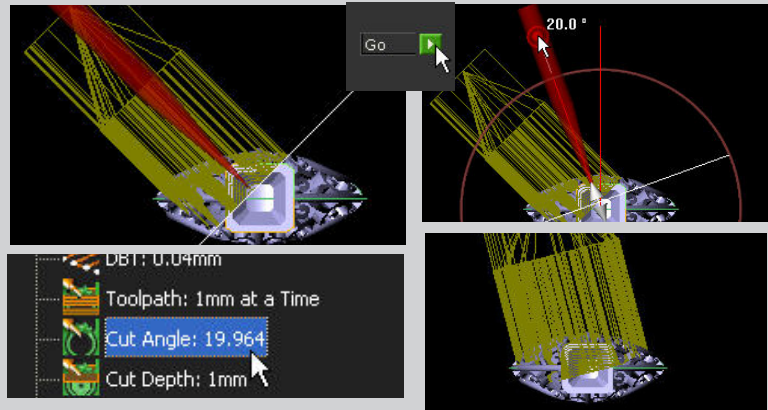 Go
20.0 °
DBT: 0.04mm
Toolpath: 1mm at a Time
Cut Angle: 19.964
Cut Depth: 1mm